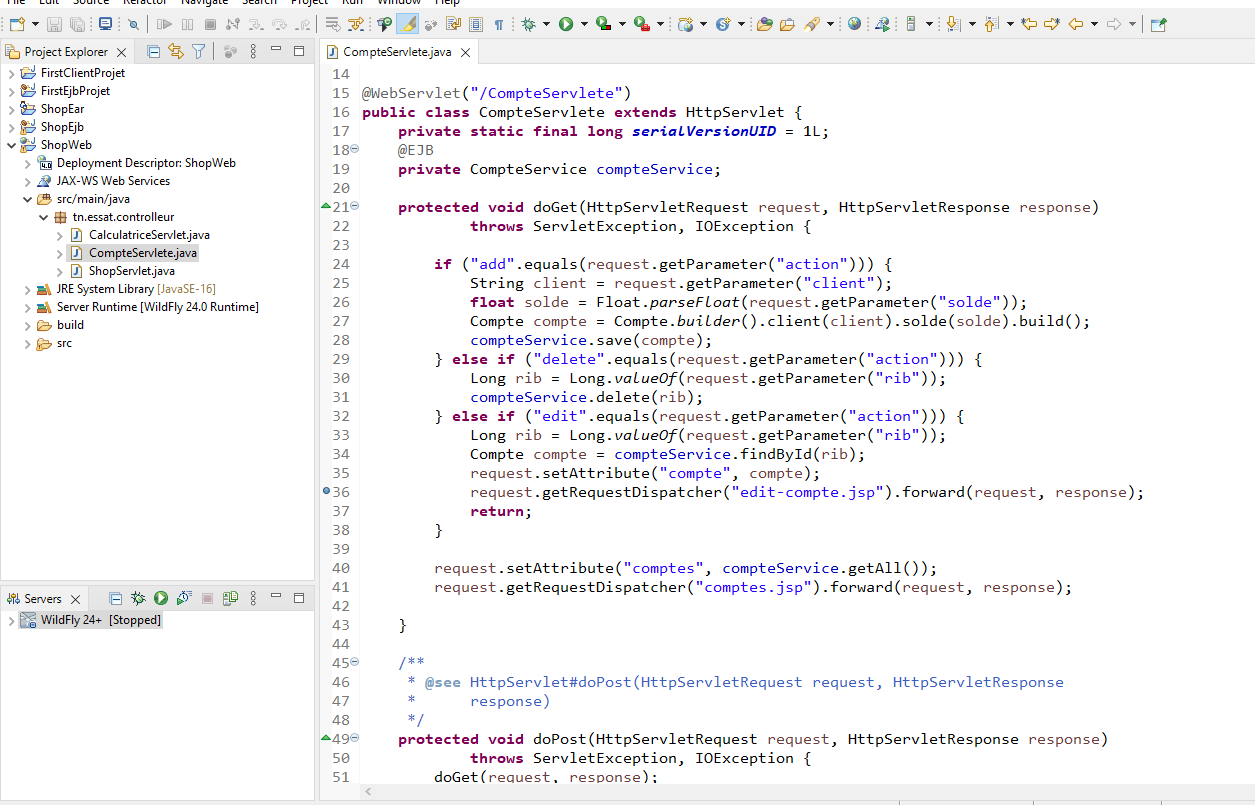 File Edit Source Refactor Navigate Search Project Run Window Help
Project Explorer
FirstClientProjet
FirstEjbProjet
ShopEar
ShopEjb
ShopWeb
Deployment Descriptor: ShopWeb
JAX-WS Web Services
src/main/java
tn.essat.controlleur
CalculatriceServlet.java
CompteServlete.java
ShopServlet.java
JRE System Library [JavaSE-16]
Server Runtime [WildFly 24.0 Runtime]
build
src
Servers
WildFly 24+ [Stopped]
CompteServlete.java
14
15 @WebServlet("/CompteServlete")
16 public class CompteServlete extends HttpServlet {
17 private static final long serialVersionUID = 1L;
18 @EJB
19 private CompteService compteService;
20
21 protected void doGet(HttpServletRequest request, HttpServletResponse response)
22 throws ServletException, IOException {
23
24 if ("add".equals(request.getParameter("action"))) {
25 String client = request.getParameter("client");
26 float solde = Float.parseFloat(request.getParameter("solde"));
27 Compte compte = Compte.builder().client(client).solde(solde).build();
28 compteService.save(compte);
29 } else if ("delete".equals(request.getParameter("action"))) {
30 Long rib = Long.valueOf(request.getParameter("rib"));
31 compteService.delete(rib);
32 } else if ("edit".equals(request.getParameter("action"))) {
33 Long rib = Long.valueOf(request.getParameter("rib"));
34 Compte compte = compteService.findById(rib);
35 request.setAttribute("compte", compte);
36 request.getRequestDispatcher("edit-compte.jsp").forward(request, response);
37 return;
38 }
39
40 request.setAttribute("comptes", compteService.getAll());
41 request.getRequestDispatcher("comptes.jsp").forward(request, response);
42
43 }
44
45 /**
46 * @see HttpServlet#doPost(HttpServletRequest request, HttpServletResponse
47 * response)
48 */
49 protected void doPost(HttpServletRequest request, HttpServletResponse response)
50 throws ServletException, IOException {
51 doGet(request, response);